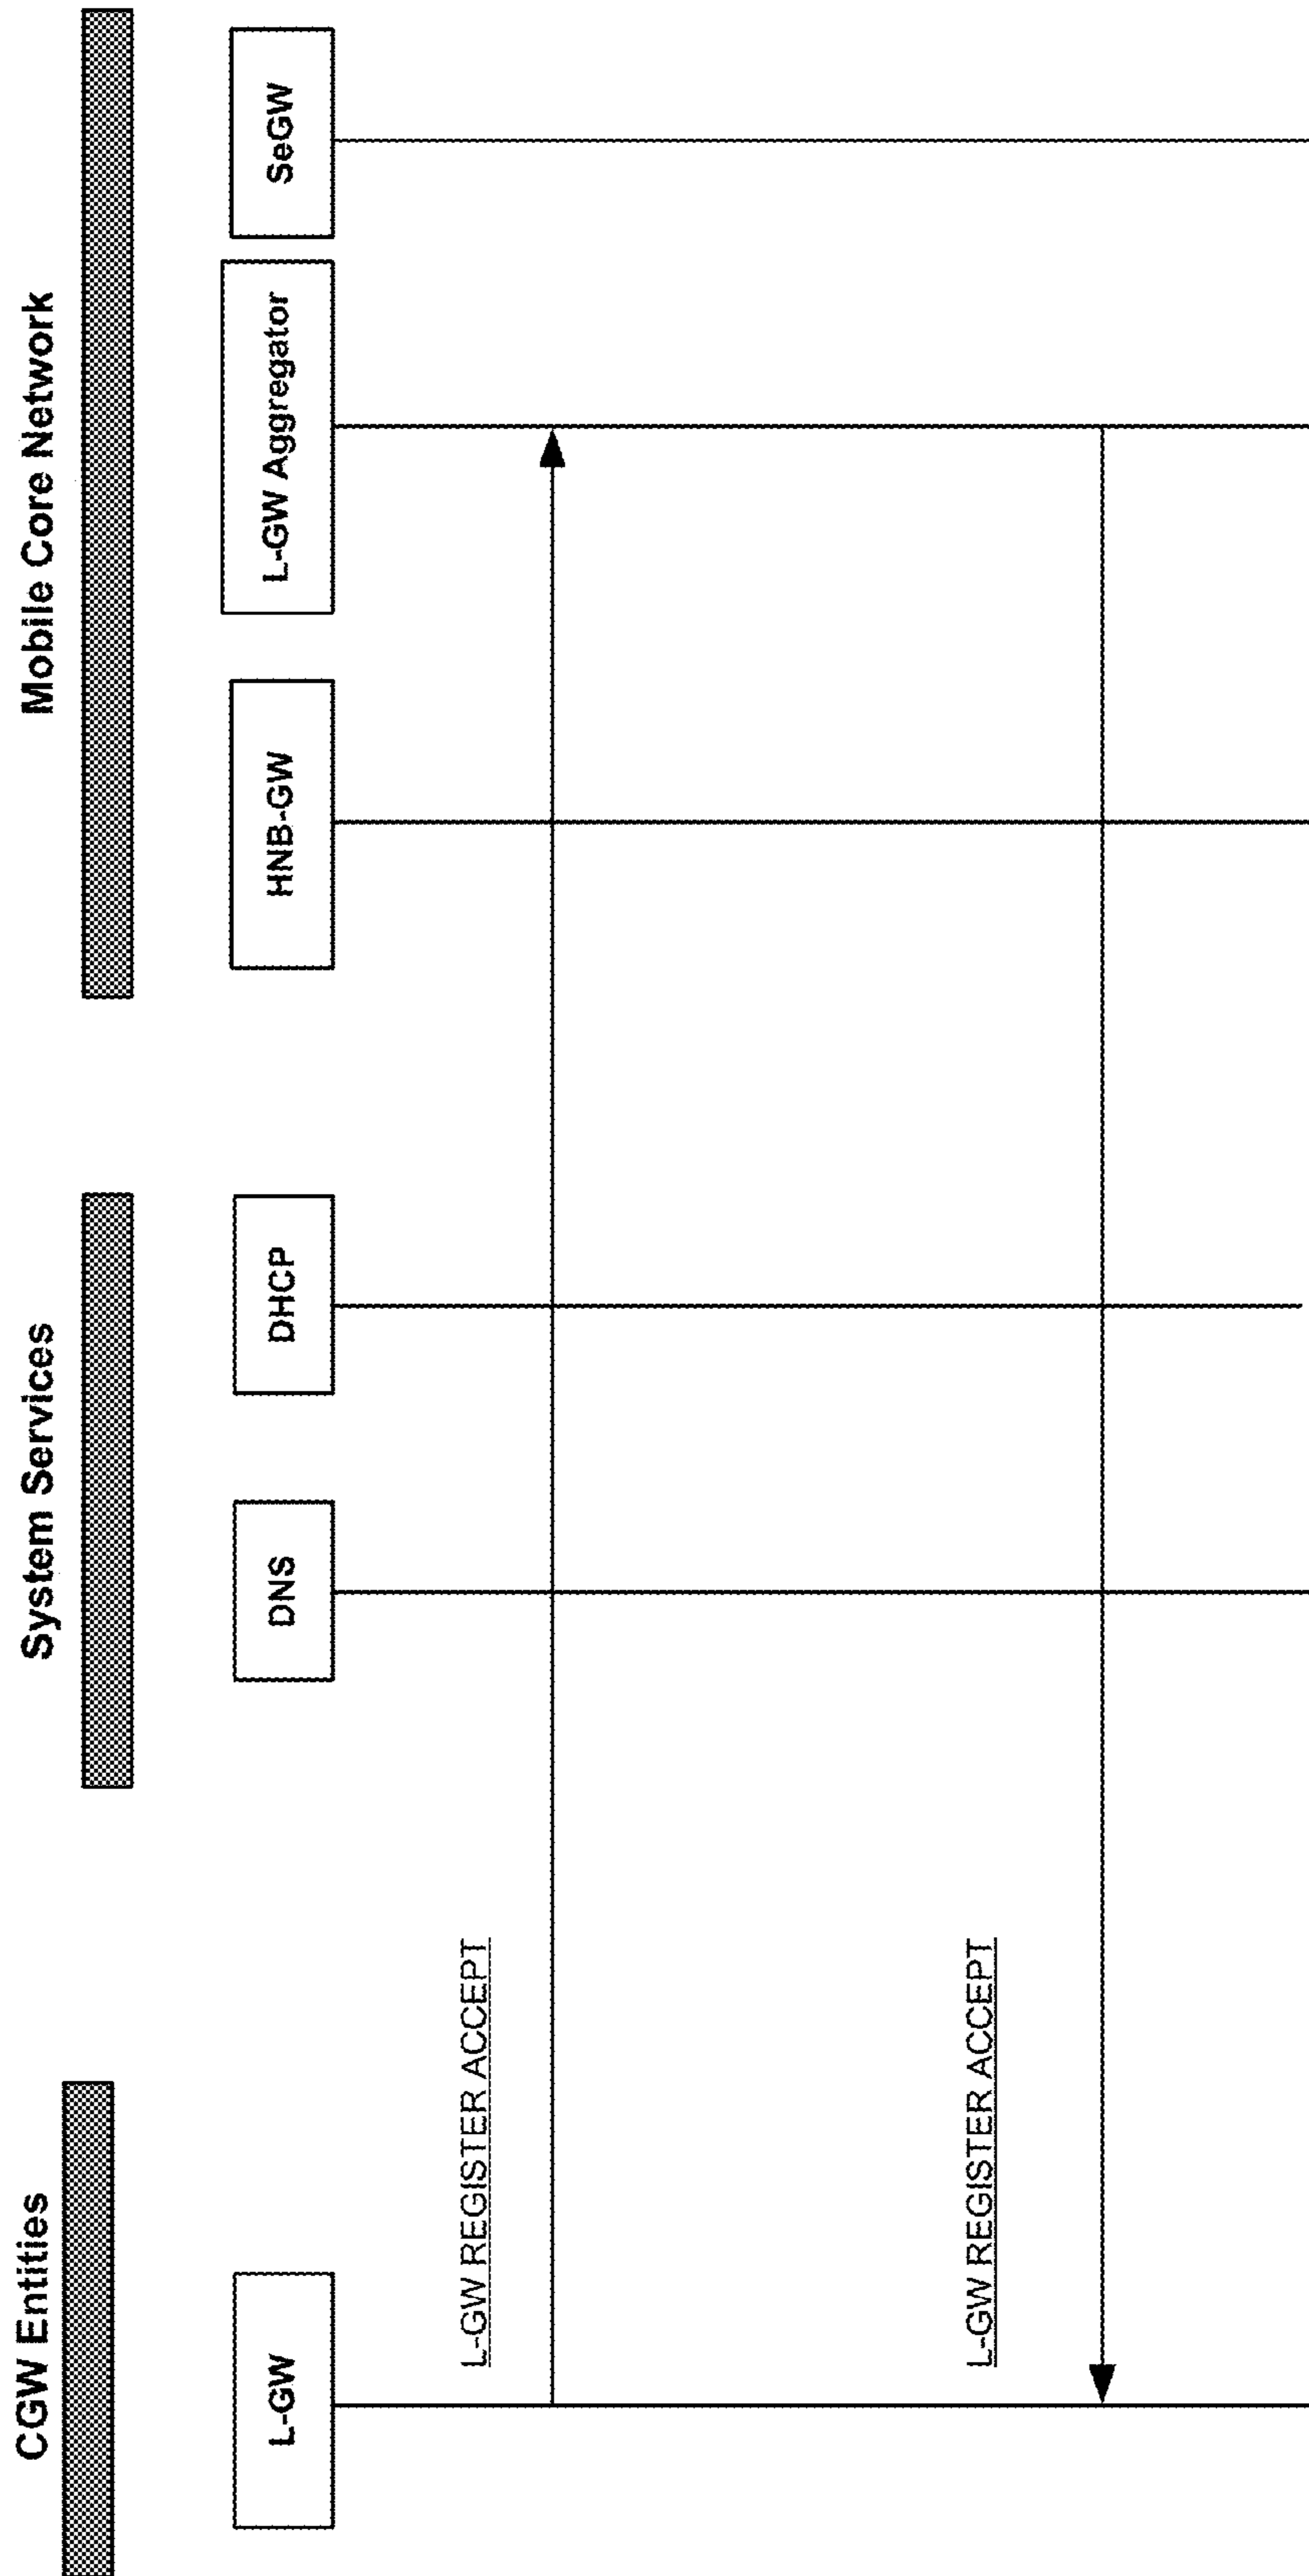 CGW Entities
System Services
Mobile Core Network
L-GW
DNS
DHCP
HNB-GW
L-GW Aggregator
SeGW
L-GW REGISTER ACCEPT
L-GW REGISTER ACCEPT